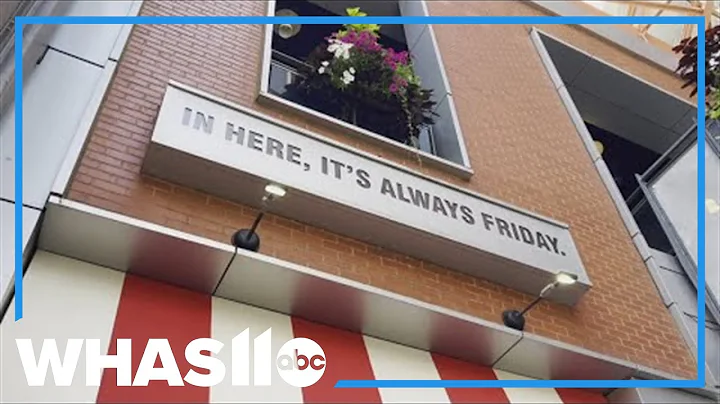 IN HERE, IT'S ALWAYS FRIDAY.
WHAS11 abc